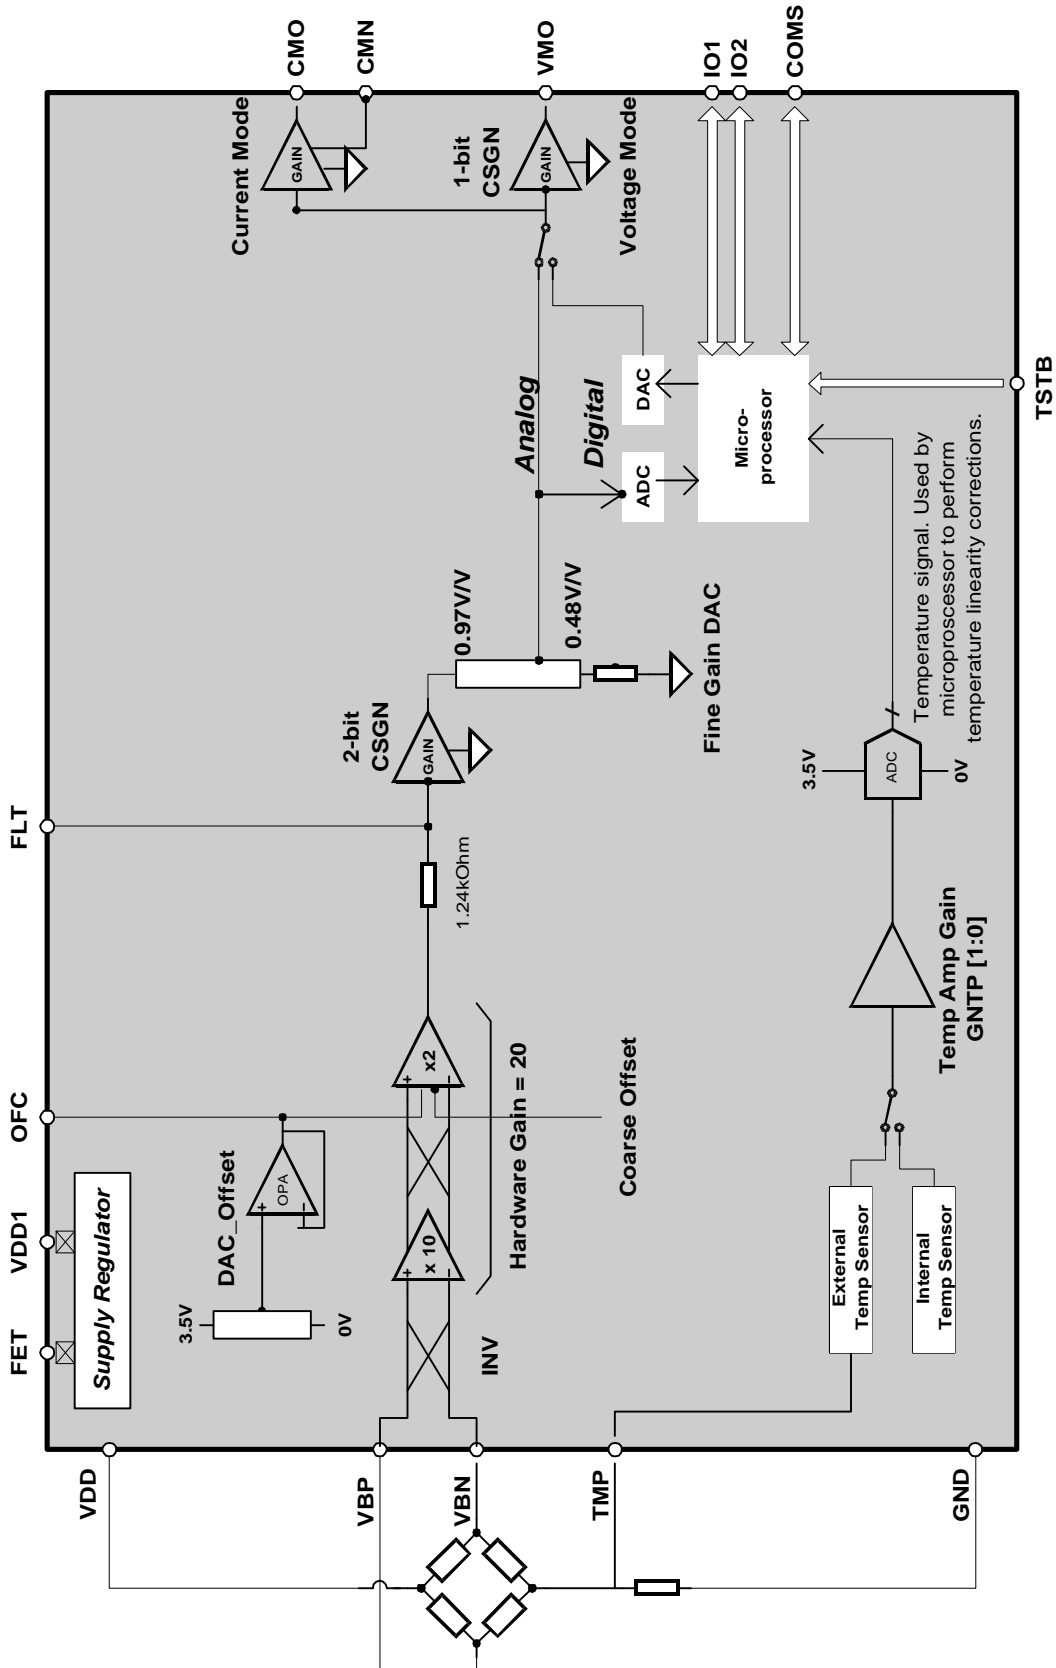 FET
VDD1
OFC
FLT
Supply Regulator
3.5V
0V
DAC_Offset
OPA
+
−
VDD
VBP
VBN
TMP
GND
INV
+
−
x 10
+
−
x2
Hardware Gain = 20
Coarse Offset
1.24kOhm
2-bit
CSGN
GAIN
0.97V/V
0.48V/V
Fine Gain DAC
Analog
Digital
ADC
DAC
Micro-
processor
Current Mode
GAIN
1-bit
CSGN
GAIN
Voltage Mode
CMO
CMN
VMO
IO1
IO2
COMS
TSTB
External
Temp Sensor
Internal
Temp Sensor
Temp Amp Gain
GNTP [1:0]
3.5V
ADC
0V
Temperature signal. Used by
microproscessor to perform
temperature linearity corrections.